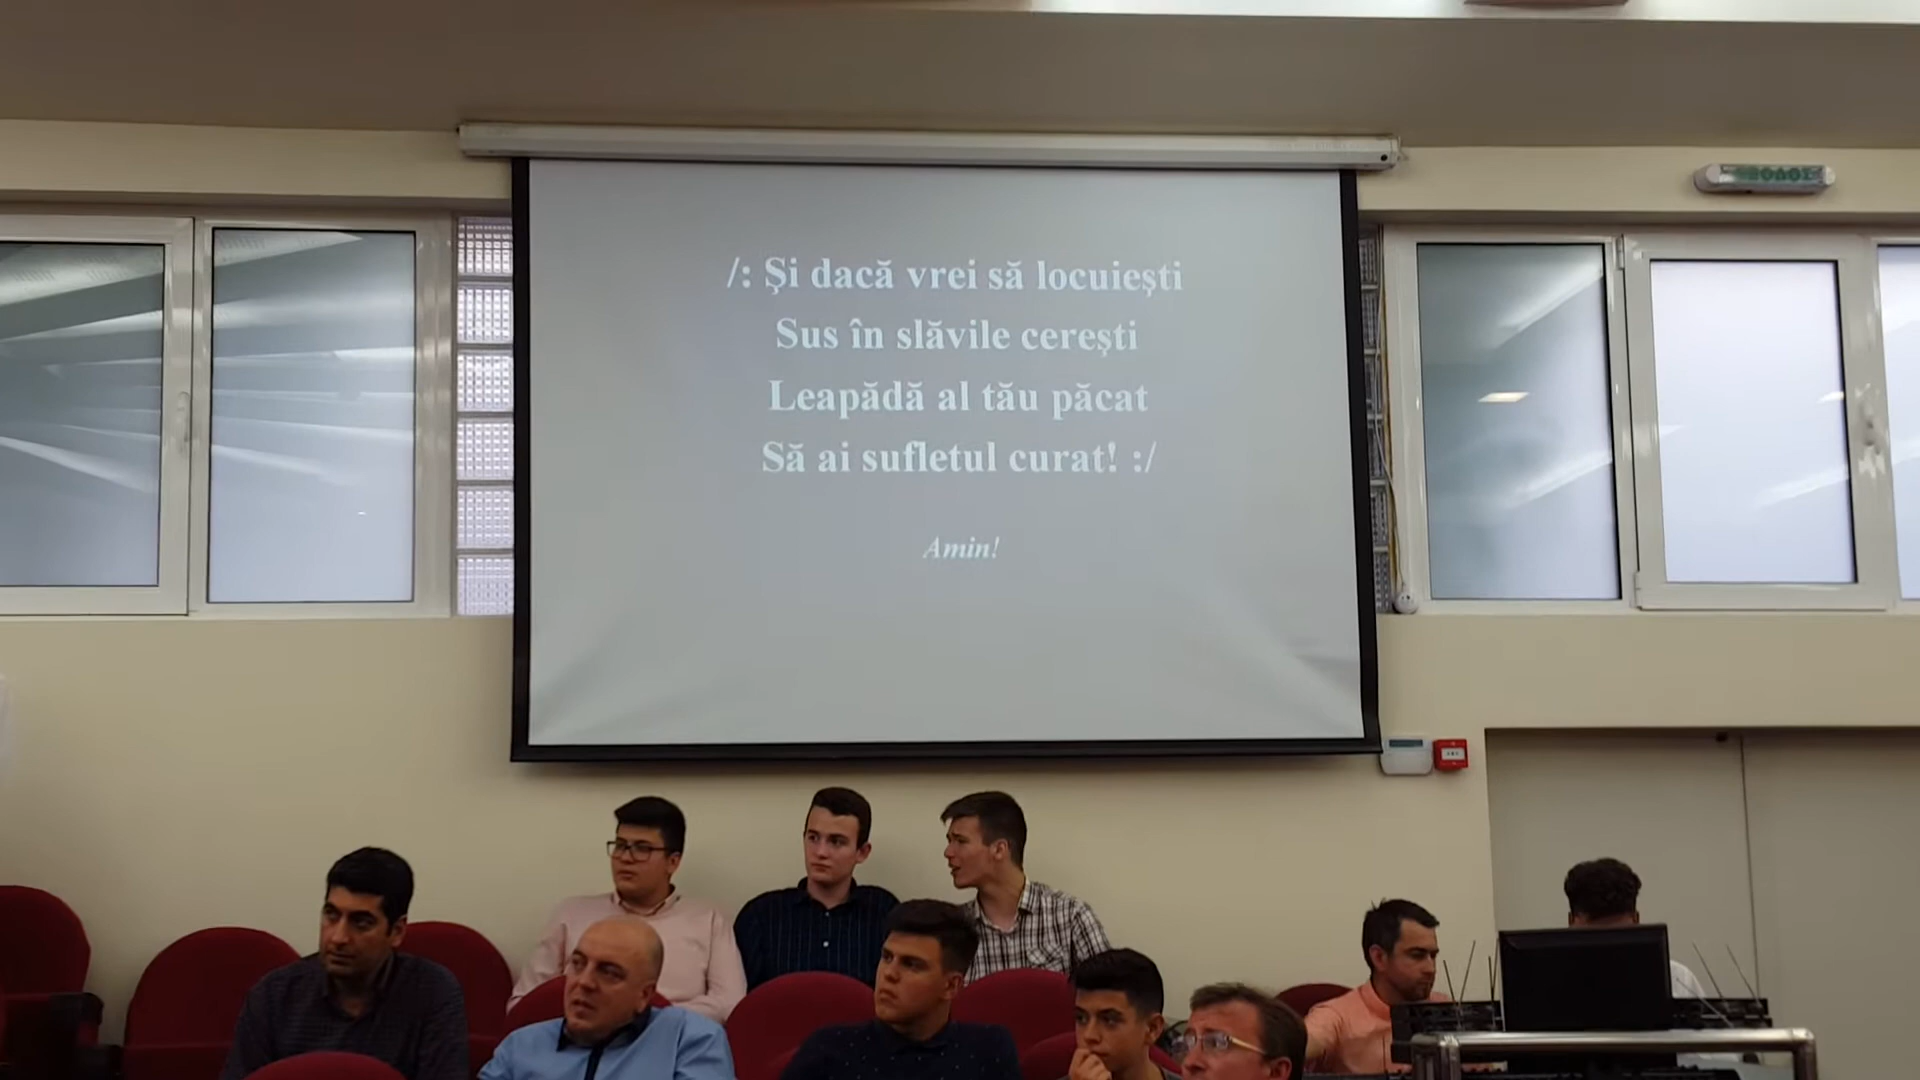 /: Şi dacă vrei să locuieşti
Sus în slăvile cereşti
Leapădă al tău păcat
Să ai sufletul curat! :/
Amin!